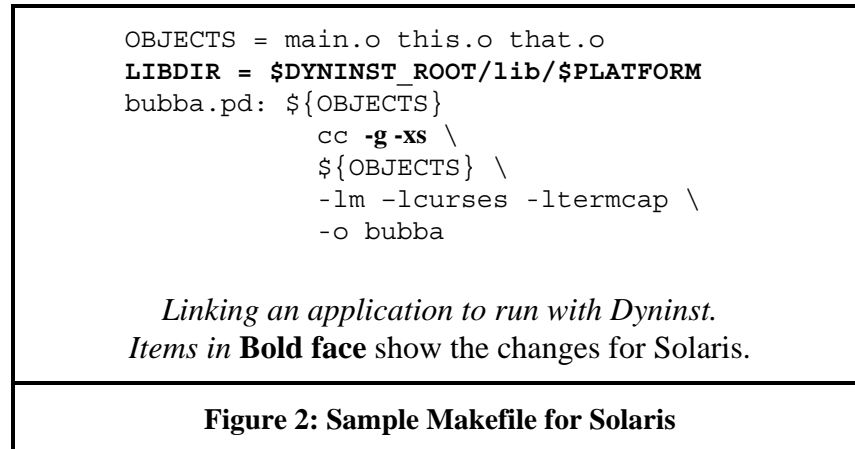 OBJECTS = main.o this.o that.o
LIBDIR = $DYNINST_ROOT/lib/$PLATFORM
bubba.pd: ${OBJECTS}
cc -g -xs \
${OBJECTS} \
-lm –lcurses -ltermcap \
-o bubba
Linking an application to run with Dyninst.
Items in Bold face show the changes for Solaris.
Figure 2: Sample Makefile for Solaris